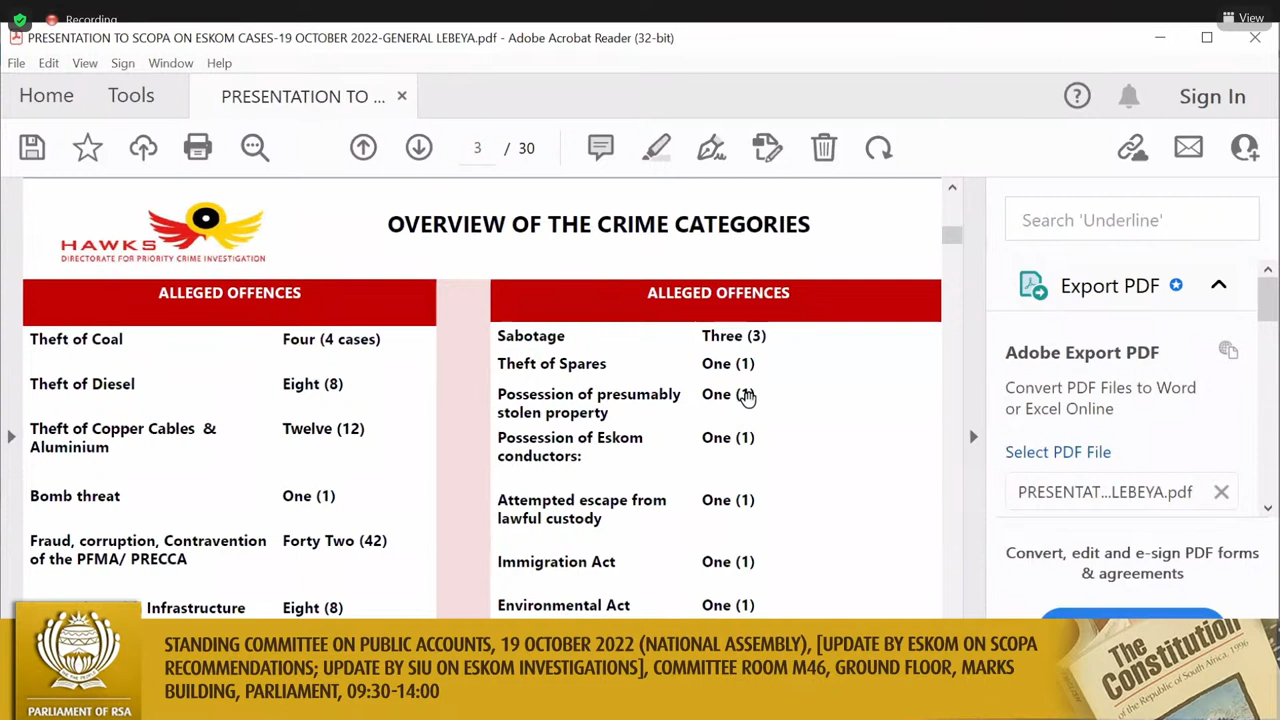 Recording
View
PRESENTATION TO SCOPA ON ESKOM CASES-19 OCTOBER 2022-GENERAL LEBEYA.pdf - Adobe Acrobat Reader (32-bit)
File Edit View Sign Window Help
Home Tools PRESENTATION TO ... Sign In
3 / 30
HAWKS
DIRECTORATE FOR PRIORITY CRIME INVESTIGATION
OVERVIEW OF THE CRIME CATEGORIES
ALLEGED OFFENCES
Theft of Coal Four (4 cases)
Theft of Diesel Eight (8)
Theft of Copper Cables & Twelve (12)
Aluminium
Bomb threat One (1)
Fraud, corruption, Contravention Forty Two (42)
of the PFMA/ PRECCA
Infrastructure Eight (8)
ALLEGED OFFENCES
Sabotage Three (3)
Theft of Spares One (1)
Possession of presumably One
stolen property
Possession of Eskom One (1)
conductors:
Attempted escape from One (1)
lawful custody
Immigration Act One (1)
Environmental Act One (1)
Search 'Underline'
Export PDF
Adobe Export PDF
Convert PDF Files to Word
or Excel Online
Select PDF File
PRESENTAT...LEBEYA.pdf
Convert, edit and e-sign PDF forms
& agreements
PARLIAMENT OF RSA
STANDING COMMITTEE ON PUBLIC ACCOUNTS, 19 OCTOBER 2022 (NATIONAL ASSEMBLY), [UPDATE BY ESKOM ON SCOPA
RECOMMENDATIONS; UPDATE BY SIU ON ESKOM INVESTIGATIONS], COMMITTEE ROOM M46, GROUND FLOOR, MARKS
BUILDING, PARLIAMENT, 09:30-14:00
The
Constitution
of the Republic of South Africa, 1996